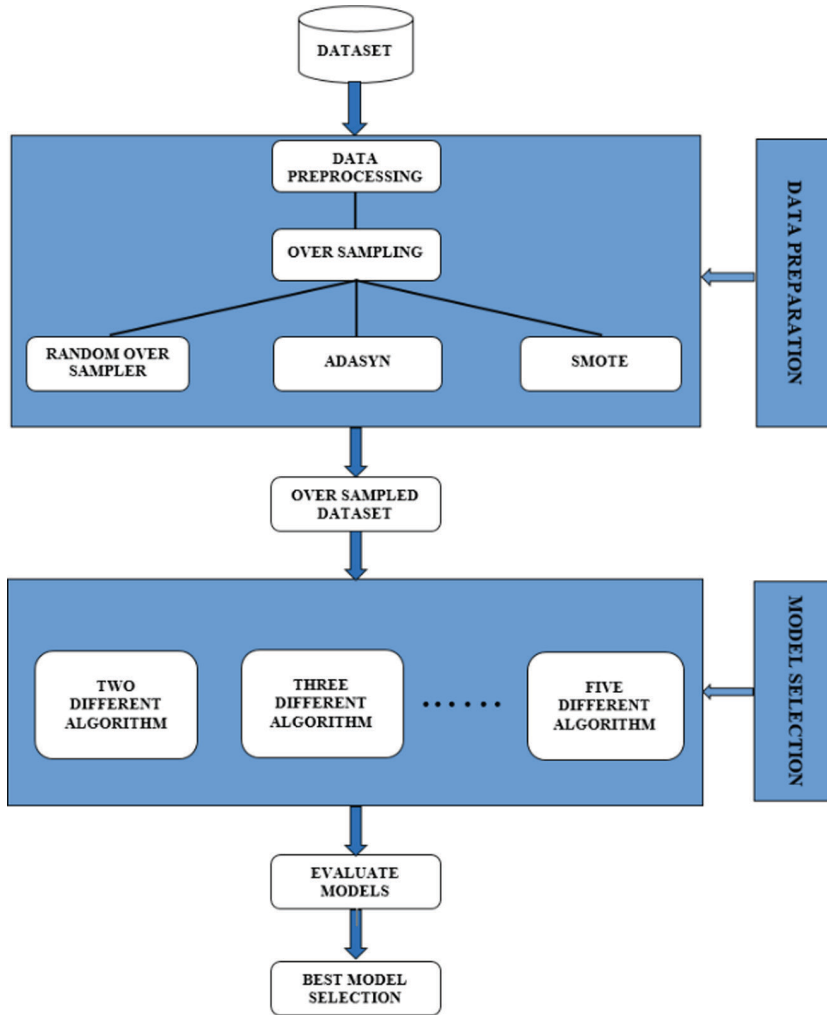 DATASET
DATA
PREPROCESSING
OVER SAMPLING
RANDOM OVER
SAMPLER
ADASYN
SMOTE
DATA PREPARATION
OVER SAMPLED
DATASET
TWO
DIFFERENT
ALGORITHM
THREE
DIFFERENT
ALGORITHM
......
FIVE
DIFFERENT
ALGORITHM
MODEL SELECTION
EVALUATE
MODELS
BEST MODEL
SELECTION